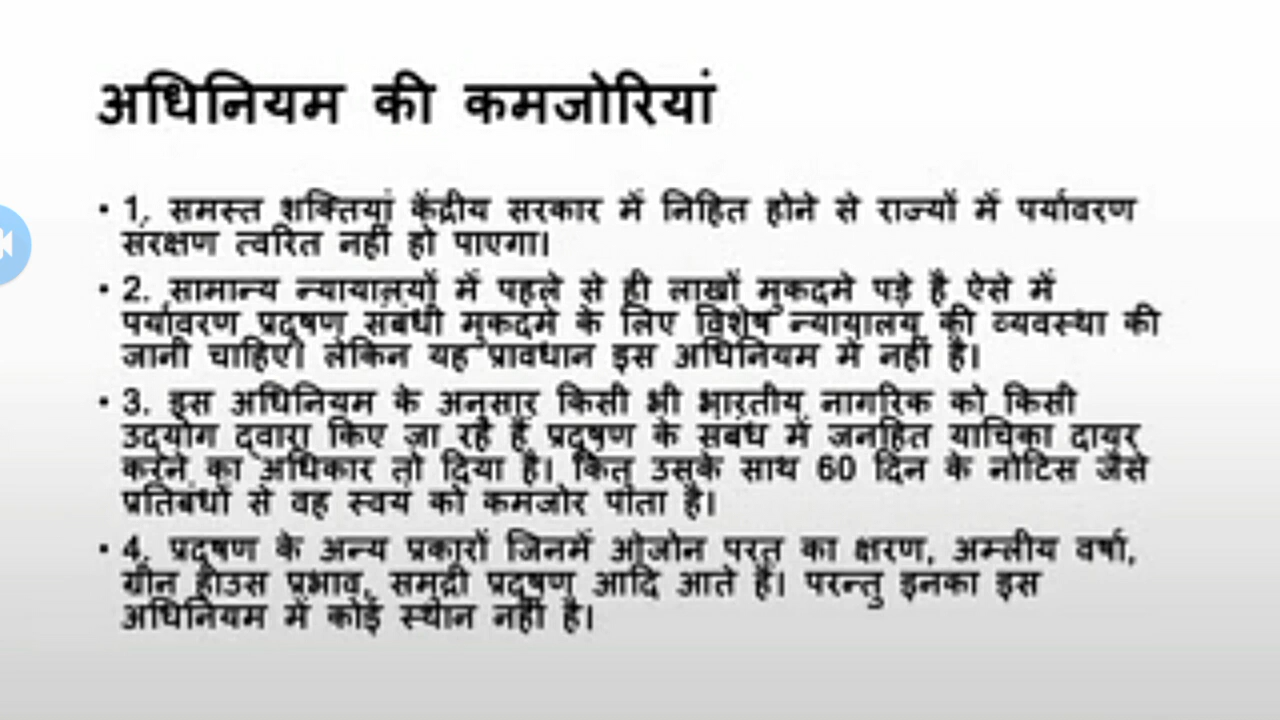 अधिनियम की कमजोरियां
• 1. समस्त शक्तियां केंद्रीय सरकार में निहित होने से राज्यों में पर्यावरण
संरक्षण त्वरित नहीं हो पाएगा।
• 2. सामान्य न्यायालयों में पहले से ही लाखों मुकदमे पड़े है ऐसे में
पर्यावरण प्रदूषण संबंधी मुकदमे के लिए विशेष न्यायालय की व्यवस्था की
जानी चाहिए। लेकिन यह प्रावधान इस अधिनियम में नहीं है।
• 3. इस अधिनियम के अनुसार किसी भी भारतीय नागरिक को किसी
उद्योग द्वारा किए जा रहे हैं प्रदूषण के संबंध में जनहित याचिका दायर
करने का अधिकार तो दिया है। किंतु उसके साथ 60 दिन के नोटिस जैसे
प्रतिबंधों से वह स्वयं को कमजोर पाता है।
• 4. प्रदूषण के अन्य प्रकारों जिनमें ओजोन परत का क्षरण, अम्लीय वर्षा,
ग्रीन हाउस प्रभाव, समुद्री प्रदूषण आदि आते हैं। परन्तु इनका इस
अधिनियम में कोई स्थान नहीं है।